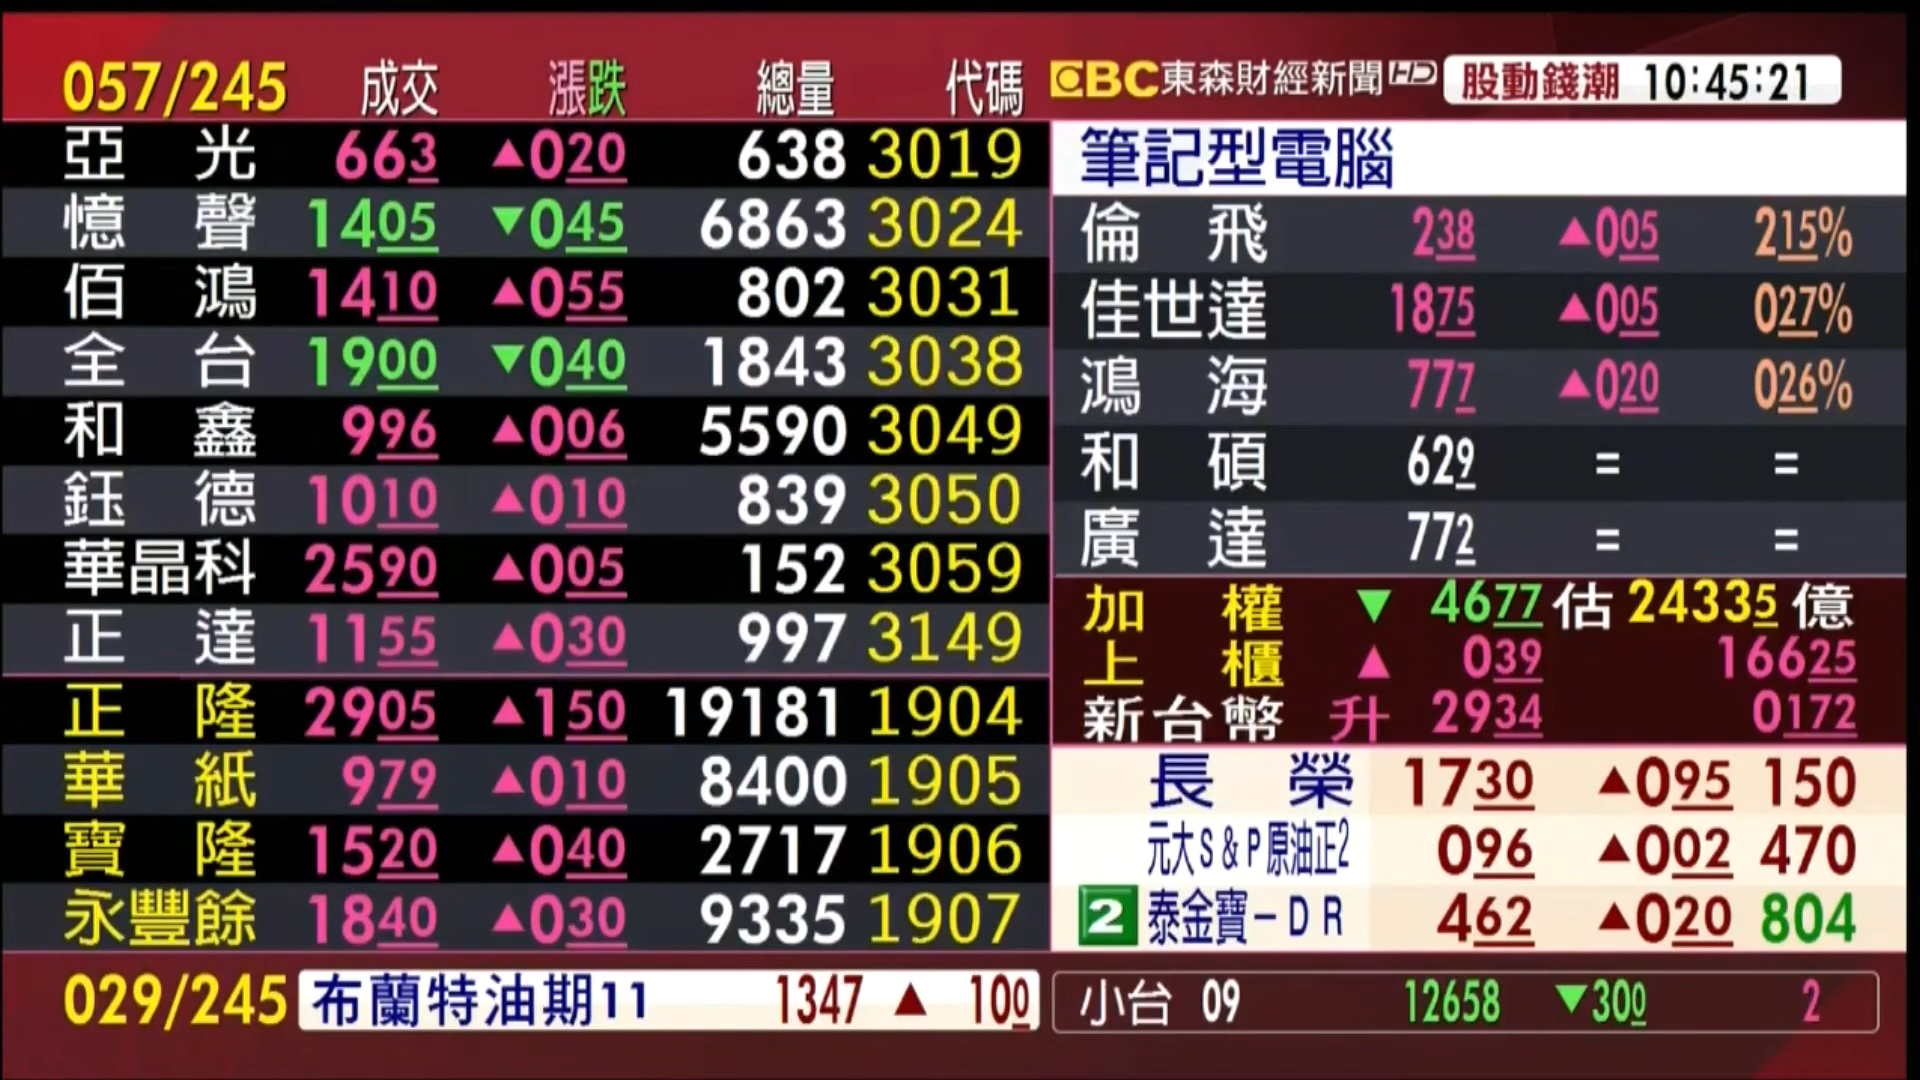 057/245 成交 漲跌 總量 代碼
亞光 663 ▲020 638 3019
憶聲 1405 ▼045 6863 3024
佰鴻 1410 ▲055 802 3031
全台 1900 ▼040 1843 3038
和鑫 996 ▲006 5590 3049
鈺德 1010 ▲010 839 3050
華晶科 2590 ▲005 152 3059
正達 1155 ▲030 997 3149
正隆 2905 ▲150 19181 1904
華紙 979 ▲010 8400 1905
寶隆 1520 ▲040 2717 1906
永豐餘 1840 ▲030 9335 1907
029/245 布蘭特油期11 1347 ▲ 100
EBC東森財經新聞HD 股動錢潮 10:45:21
筆記型電腦
倫飛 238 ▲005 215%
佳世達 1875 ▲005 027%
鴻海 777 ▲020 026%
和碩 629 = =
廣達 772 = =
加權 ▼ 4677 估 24335 億
上櫃 ▲ 039 16625
新台幣 升 2934 0172
長榮 1730 ▲095 150
元大S&P原油正2 096 ▲002 470
2 泰金寶-DR 462 ▲020 804
小台 09 12658 ▼300 2